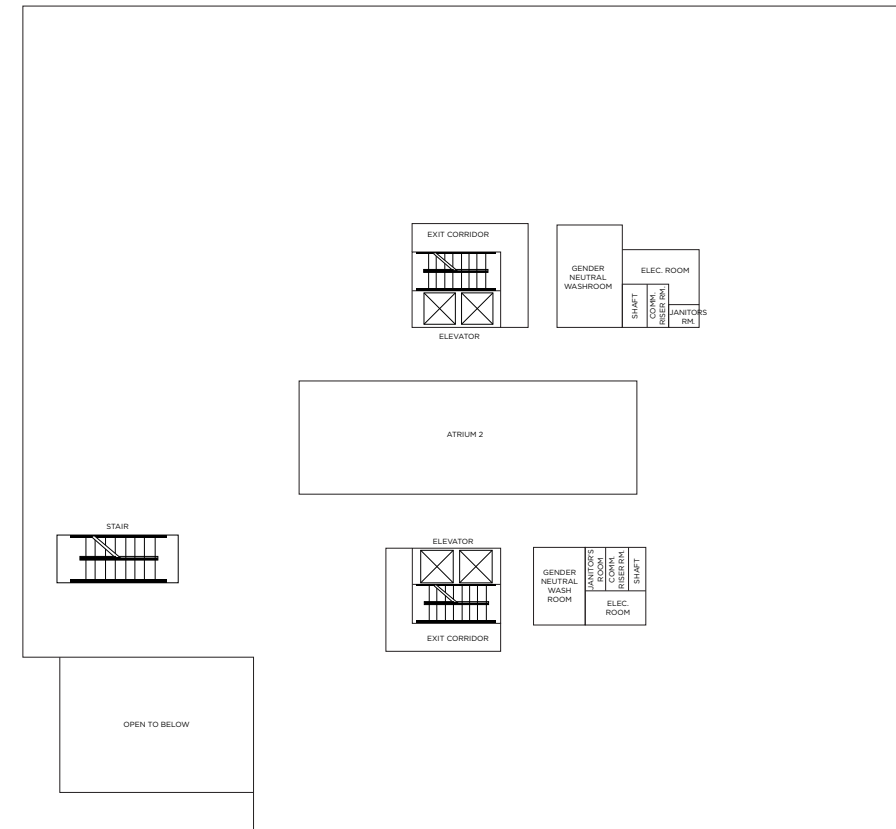 EXIT CORRIDOR
GENDER
NEUTRAL
WASHROOM
ELEC. ROOM
SHAFT
COMM.
RISER RM.
JANITORS
RM.
ELEVATOR
ATRIUM 2
STAIR
ELEVATOR
GENDER
NEUTRAL
WASH
ROOM
JANITOR'S
ROOM
COMM.
RISER RM.
SHAFT
ELEC.
ROOM
EXIT CORRIDOR
OPEN TO BELOW